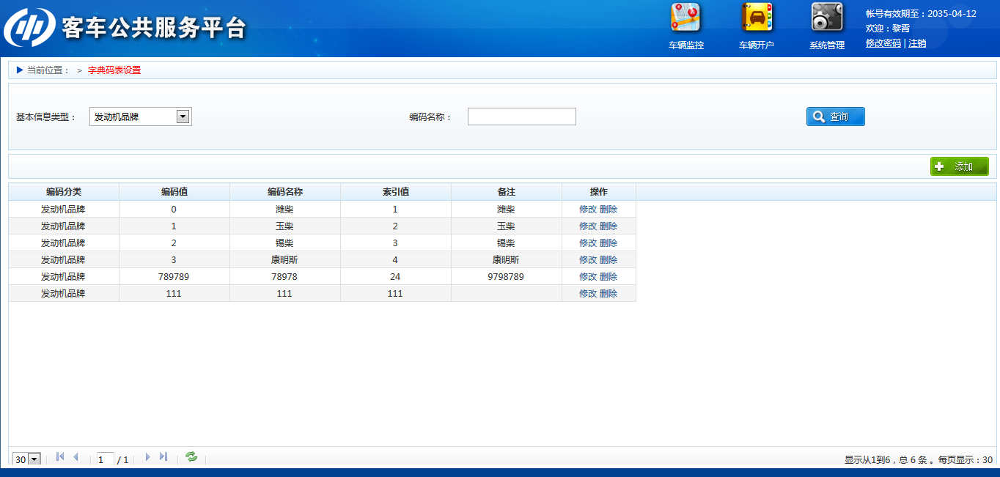 客车公共服务平台
车辆监控 车辆开户 系统管理
帐号有效期至：2035-04-12
欢迎：黎霄
修改密码 | 注销
当前位置： > 字典码表设置
基本信息类型： 发动机品牌 编码名称： 查询
添加
编码分类 编码值 编码名称 索引值 备注 操作
发动机品牌 0 潍柴 1 潍柴 修改 删除
发动机品牌 1 玉柴 2 玉柴 修改 删除
发动机品牌 2 锡柴 3 锡柴 修改 删除
发动机品牌 3 康明斯 4 康明斯 修改 删除
发动机品牌 789789 78978 24 9798789 修改 删除
发动机品牌 111 111 111 修改 删除
30 1 / 1 显示从1到6，总 6 条 。每页显示：30